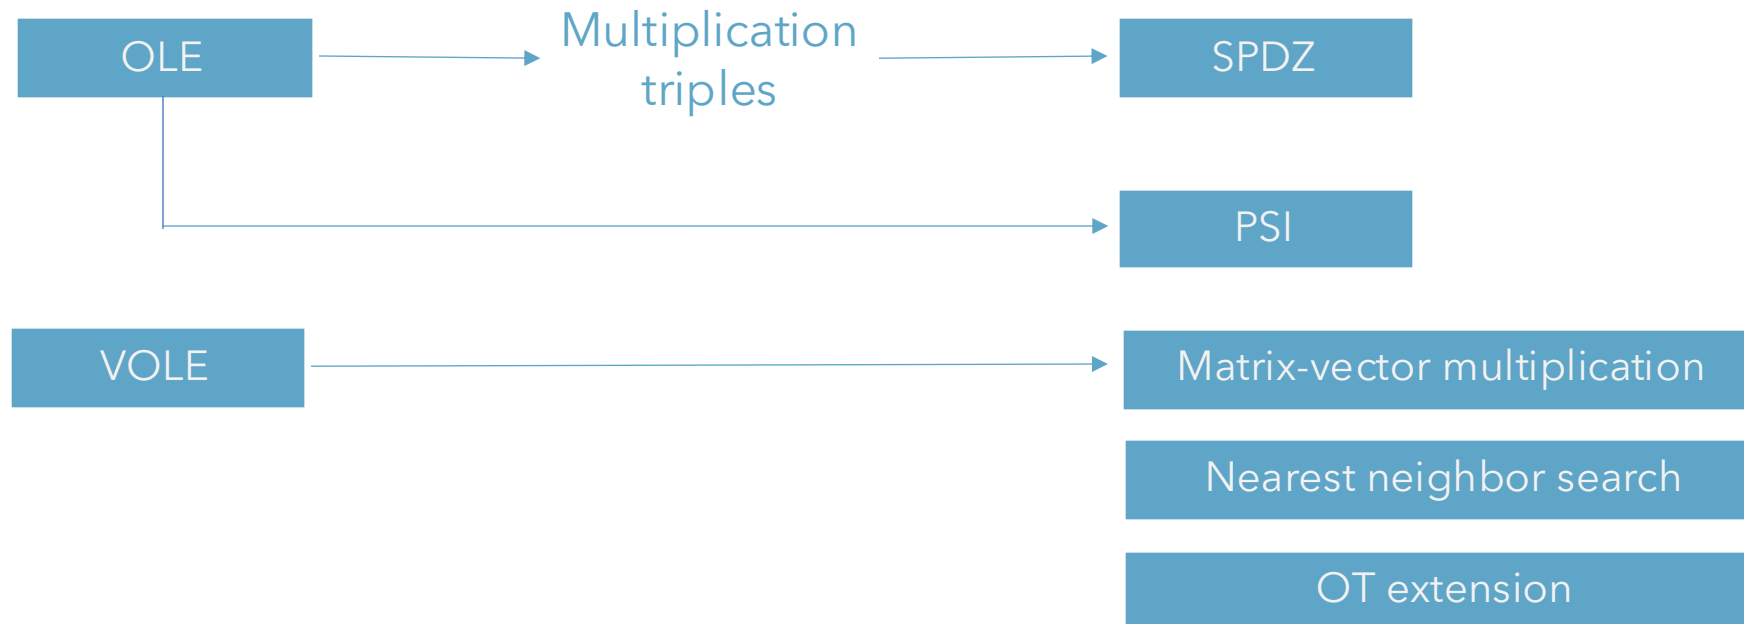 OLE
Multiplication
triples
SPDZ
PSI
VOLE
Matrix-vector multiplication
Nearest neighbor search
OT extension